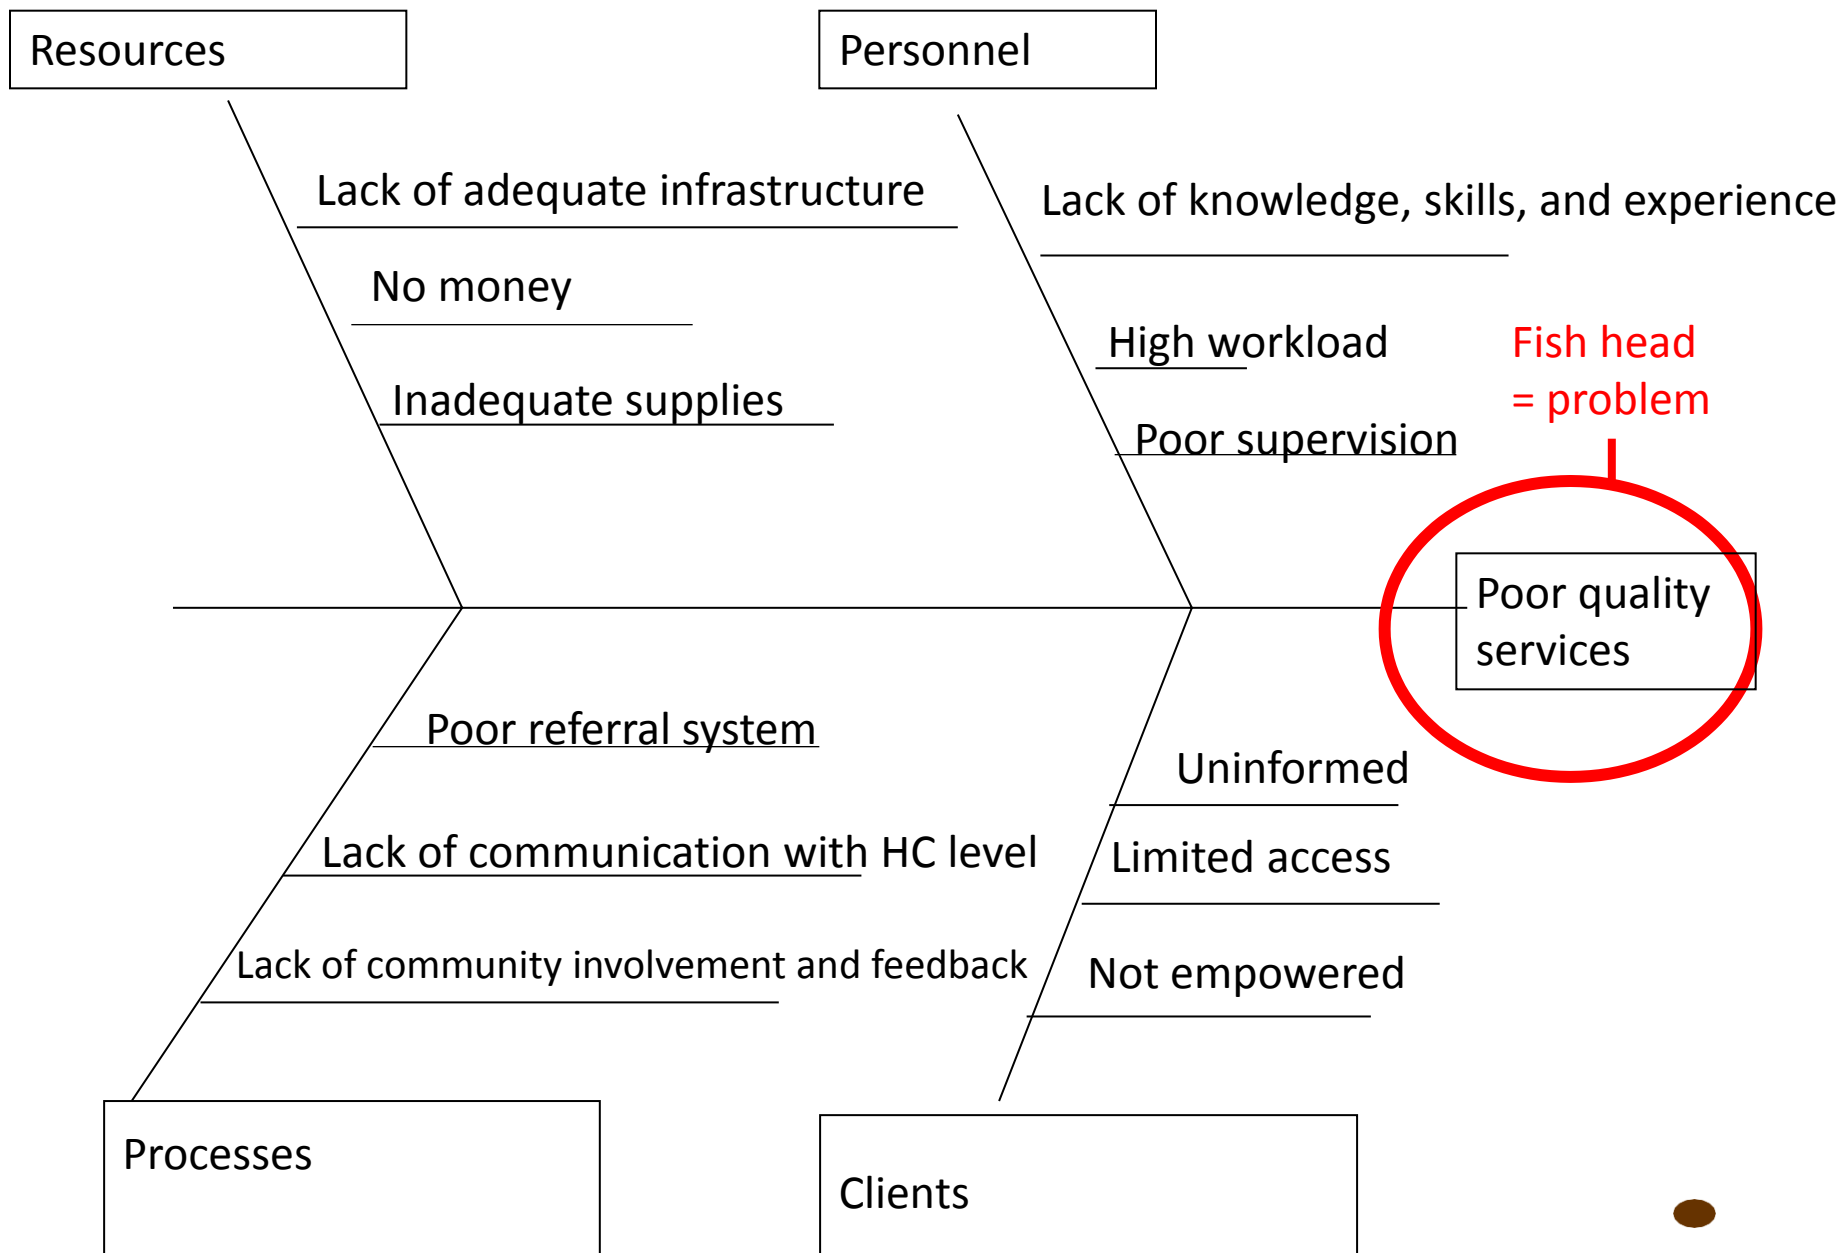 Resources
Personnel
Lack of adequate infrastructure
Lack of knowledge, skills, and experience
No money
High workload
Fish head
= problem
Inadequate supplies
Poor supervision
Poor quality
services
Poor referral system
Uninformed
Lack of communication with HC level
Limited access
Lack of community involvement and feedback
Not empowered
Processes
Clients